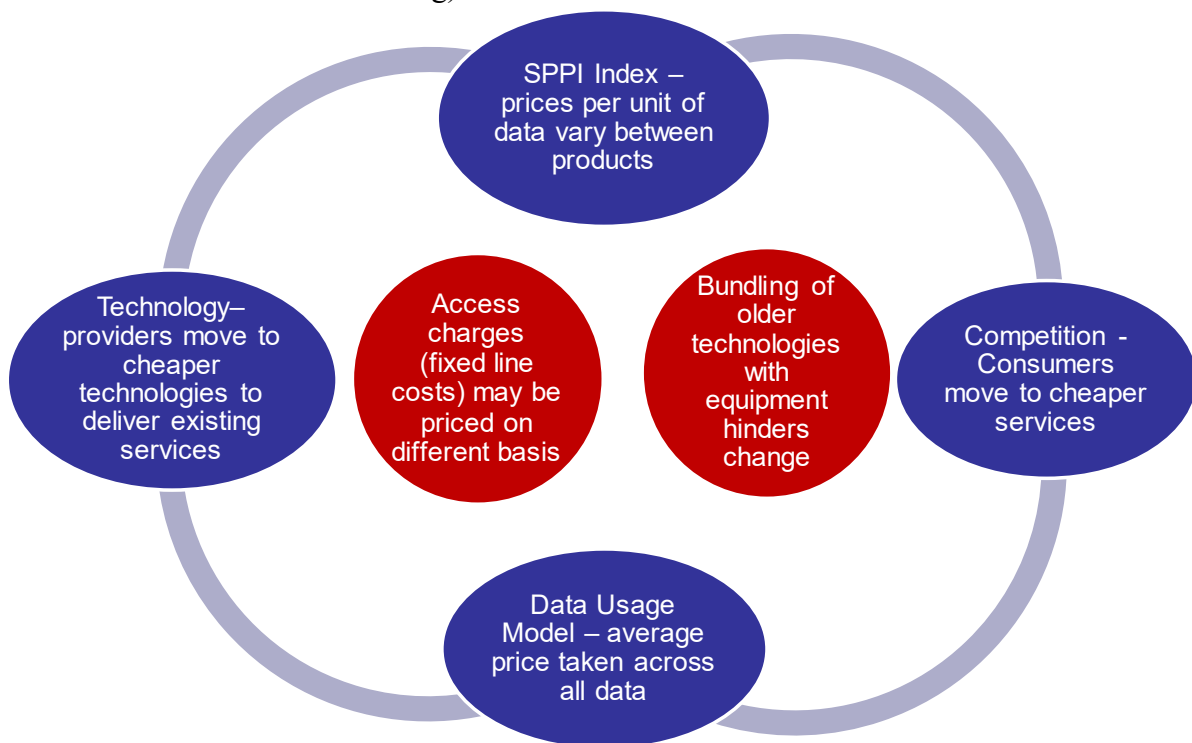 g,
SPPI Index –
prices per unit of
data vary between
products
Technology–
providers move to
cheaper
technologies to
deliver existing
services
Access
charges
(fixed line
costs) may be
priced on
different basis
Bundling of
older
technologies
with
equipment
hinders
change
Competition -
Consumers
move to cheaper
services
Data Usage
Model – average
price taken across
all data